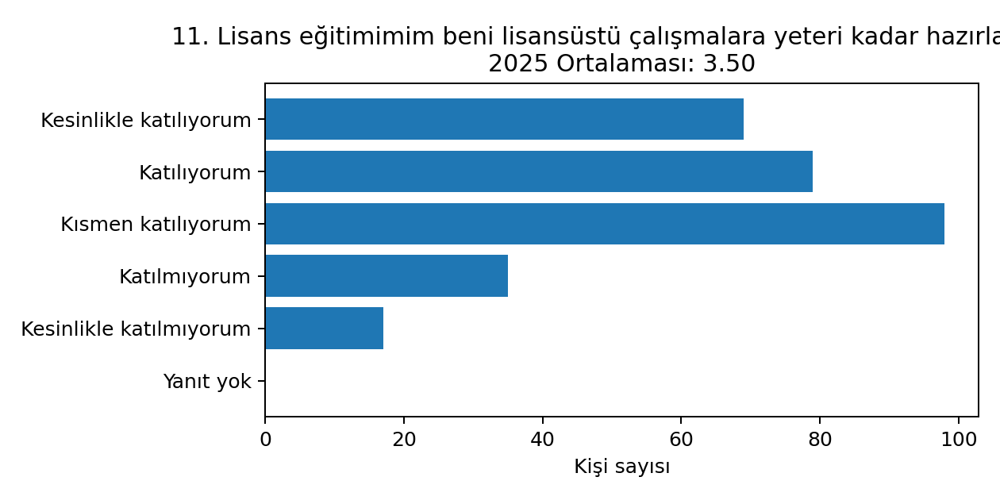 11. Lisans eğitimimim beni lisansüstü çalışmalara yeteri kadar
2025 Ortalaması: 3.50
Kesinlikle katılıyorum
Katılıyorum
Kısmen katılıyorum
Katılmıyorum
Kesinlikle katılmıyorum
Yanıt yok
0 20 40 60 80 100
Kişi sayısı